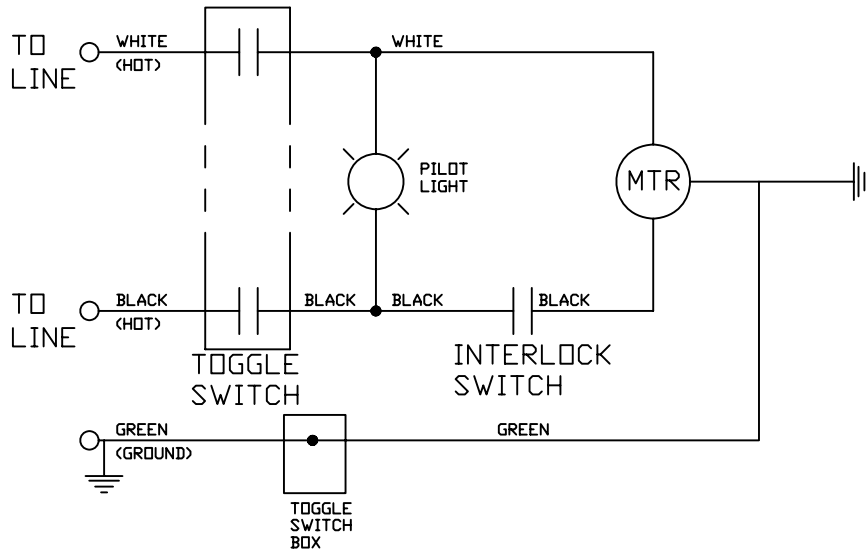 TO
LINE
WHITE
(HOT)
WHITE
PILOT
LIGHT
MTR
TO
LINE
BLACK
(HOT)
BLACK
BLACK
BLACK
TOGGLE
SWITCH
INTERLOCK
SWITCH
GREEN
(GROUND)
GREEN
TOGGLE
SWITCH
BOX